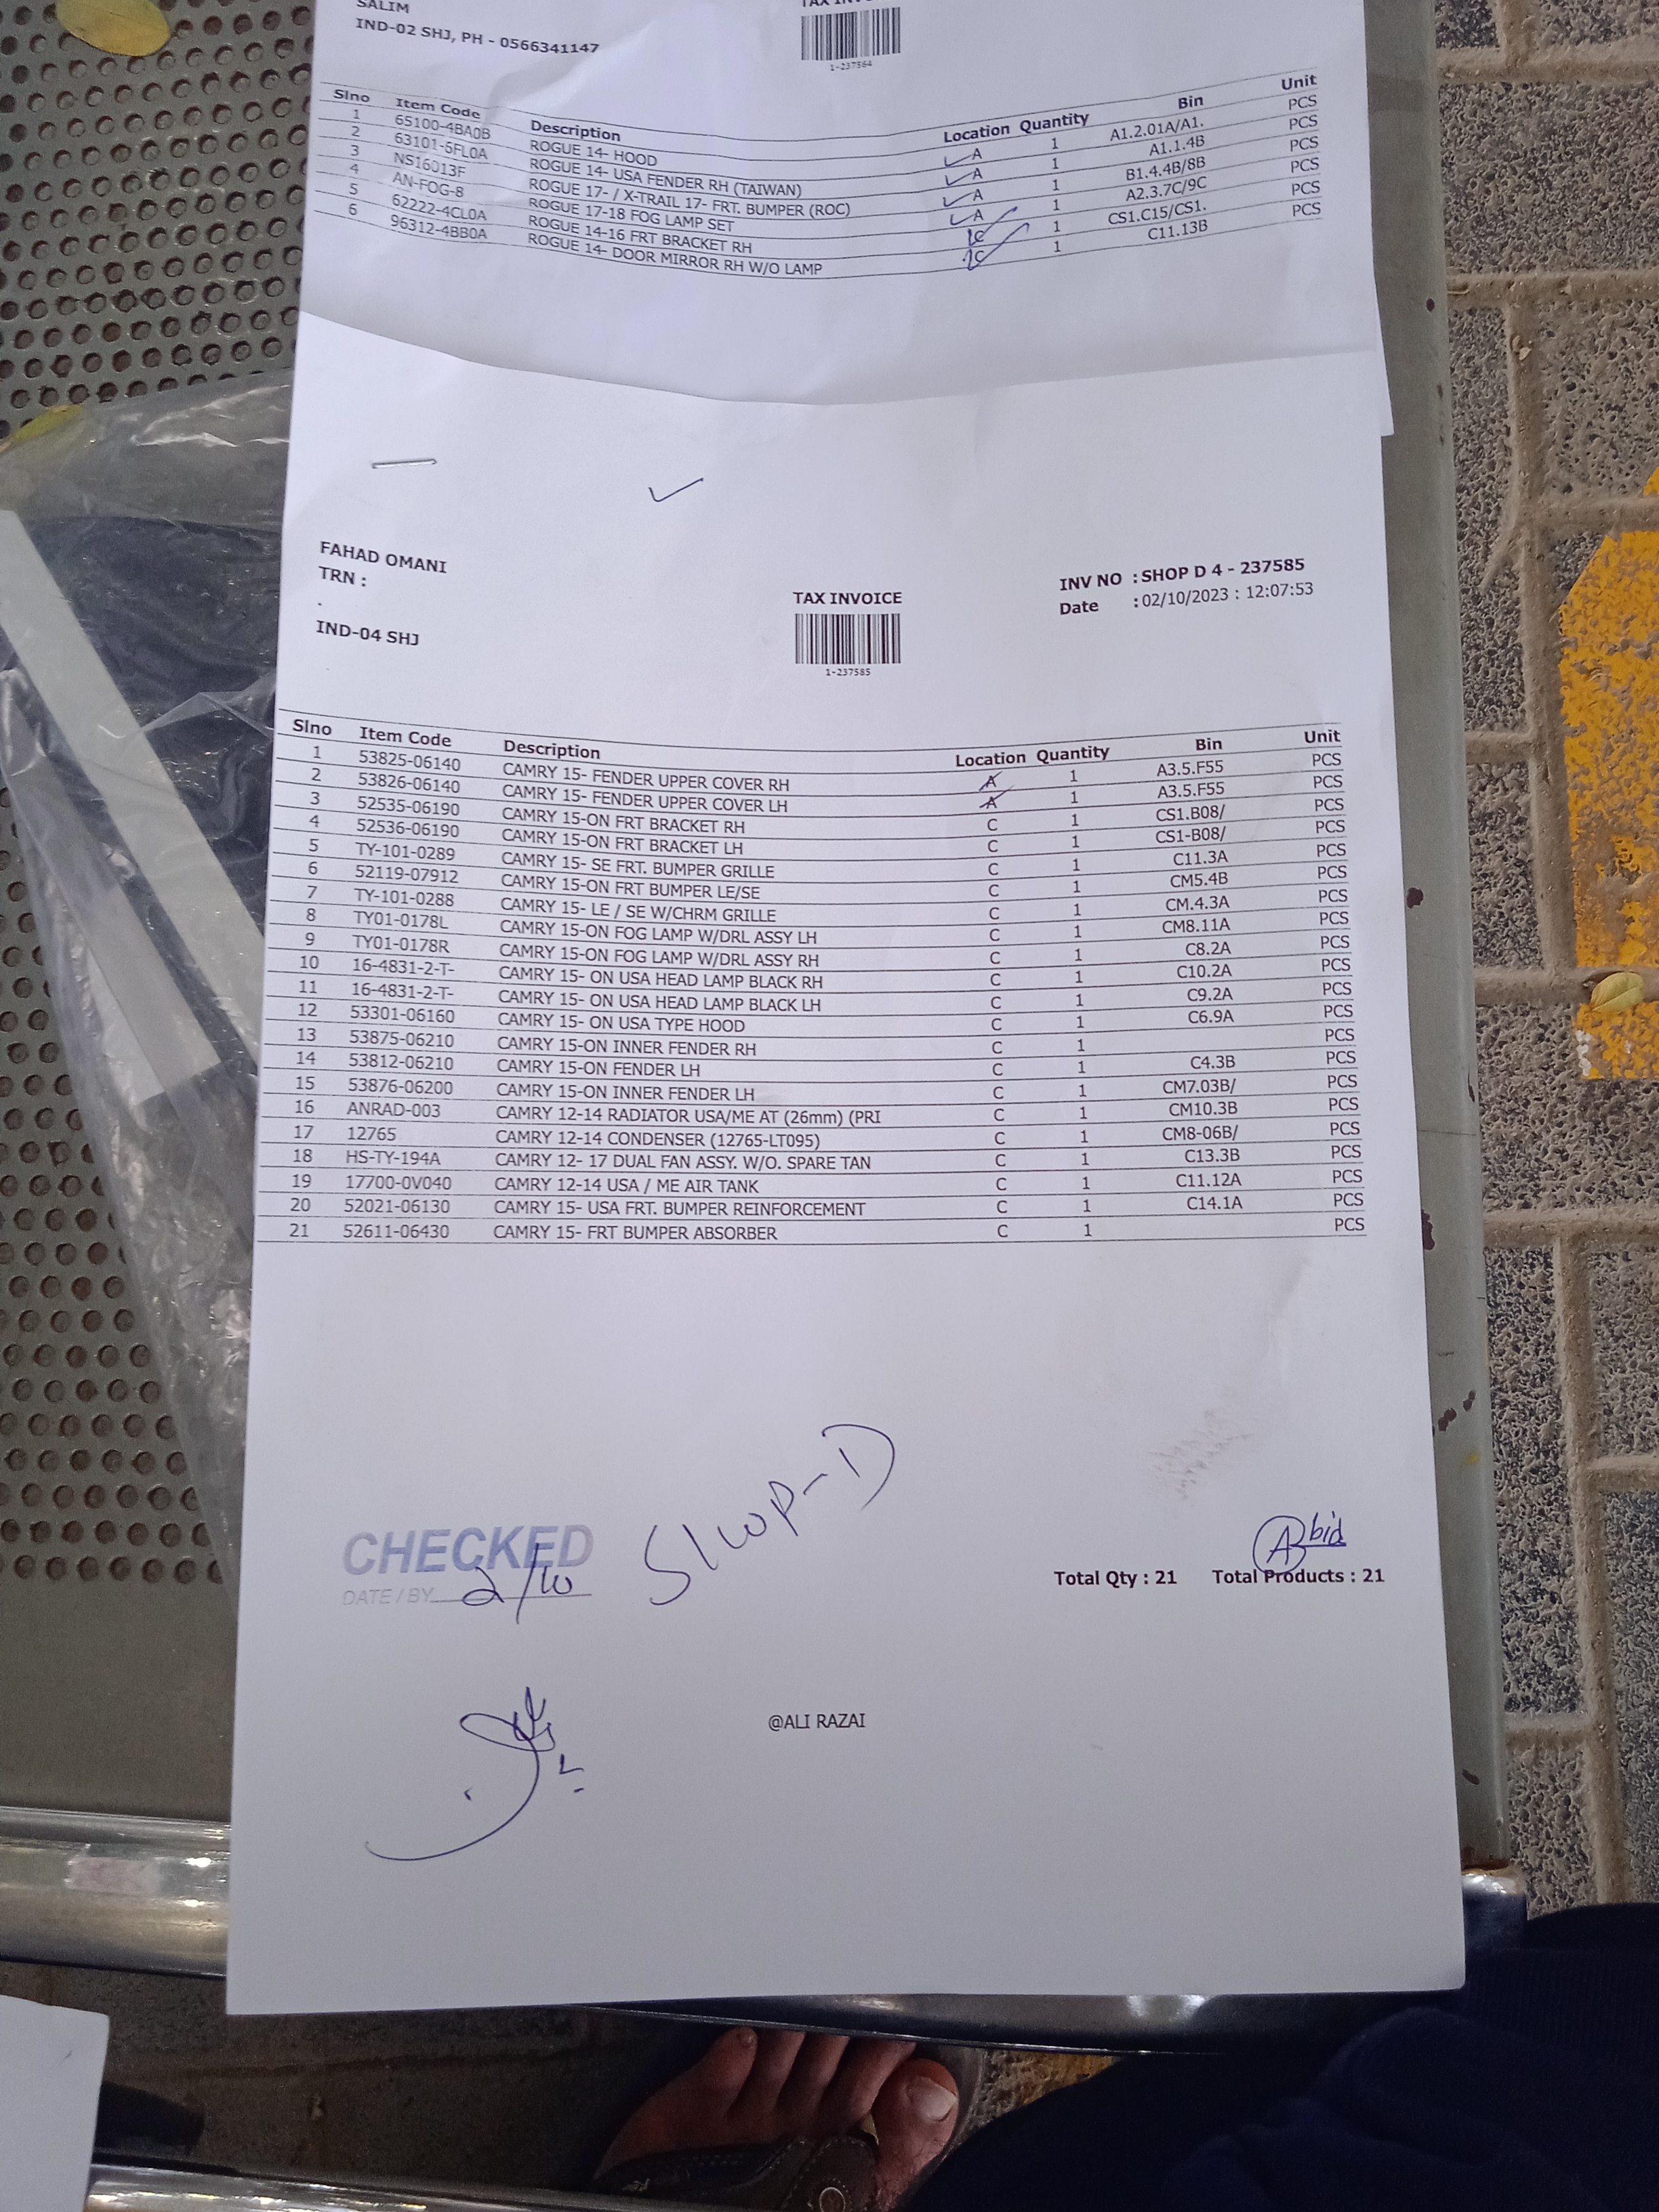 SALIM
IND-02 SHJ, PH - 0566341147
1-237564
Slno Item Code Description Location Quantity Bin Unit
1 65100-4BA0B ROGUE 14- HOOD A 1 A1.2.01A/A1. PCS
2 63101-5FL0A ROGUE 14- USA FENDER RH (TAIWAN) A 1 A1.1.4B PCS
3 NS16013F ROGUE 17- / X-TRAIL 17- FRT. BUMPER (ROC) A 1 B1.4.4B/8B PCS
4 AN-FOG-8 ROGUE 17-18 FOG LAMP SET A 1 A2.3.7C/9C PCS
5 62222-4CL0A ROGUE 14-16 FRT BRACKET RH C 1 CS1.C15/CS1. PCS
6 96312-4BB0A ROGUE 14- DOOR MIRROR RH W/O LAMP C 1 C11.13B PCS
FAHAD OMANI
TRN :
.
IND-04 SHJ
TAX INVOICE
1-237585
INV NO : SHOP D 4 - 237585
Date : 02/10/2023 : 12:07:53
Slno Item Code Description Location Quantity Bin Unit
1 53825-06140 CAMRY 15- FENDER UPPER COVER RH A 1 A3.5.F55 PCS
2 53826-06140 CAMRY 15- FENDER UPPER COVER LH A 1 A3.5.F55 PCS
3 52535-06190 CAMRY 15-ON FRT BRACKET RH C 1 CS1.B08/ PCS
4 52536-06190 CAMRY 15-ON FRT BRACKET LH C 1 CS1-B08/ PCS
5 TY-101-0289 CAMRY 15- SE FRT. BUMPER GRILLE C 1 C11.3A PCS
6 52119-07912 CAMRY 15-ON FRT BUMPER LE/SE C 1 CM5.4B PCS
7 TY-101-0288 CAMRY 15- LE / SE W/CHRM GRILLE C 1 CM.4.3A PCS
8 TY01-0178L CAMRY 15-ON FOG LAMP W/DRL ASSY LH C 1 CM8.11A PCS
9 TY01-0178R CAMRY 15-ON FOG LAMP W/DRL ASSY RH C 1 C8.2A PCS
10 16-4831-2-T- CAMRY 15- ON USA HEAD LAMP BLACK RH C 1 C10.2A PCS
11 16-4831-2-T- CAMRY 15- ON USA HEAD LAMP BLACK LH C 1 C9.2A PCS
12 53301-06160 CAMRY 15- ON USA TYPE HOOD C 1 C6.9A PCS
13 53875-06210 CAMRY 15-ON INNER FENDER RH C 1 PCS
14 53812-06210 CAMRY 15-ON FENDER LH C 1 C4.3B PCS
15 53876-06200 CAMRY 15-ON INNER FENDER LH C 1 CM7.03B/ PCS
16 ANRAD-003 CAMRY 12-14 RADIATOR USA/ME AT (26mm) (PRI C 1 CM10.3B PCS
17 12765 CAMRY 12-14 CONDENSER (12765-LT095) C 1 CM8-06B/ PCS
18 HS-TY-194A CAMRY 12- 17 DUAL FAN ASSY. W/O. SPARE TAN C 1 C13.3B PCS
19 17700-0V040 CAMRY 12-14 USA / ME AIR TANK C 1 C11.12A PCS
20 52021-06130 CAMRY 15- USA FRT. BUMPER REINFORCEMENT C 1 C14.1A PCS
21 52611-06430 CAMRY 15- FRT BUMPER ABSORBER C 1 PCS
CHECKED
DATE / BY 2/10
SHOP-D
Abid
Total Qty : 21 Total Products : 21
@ALI RAZAI